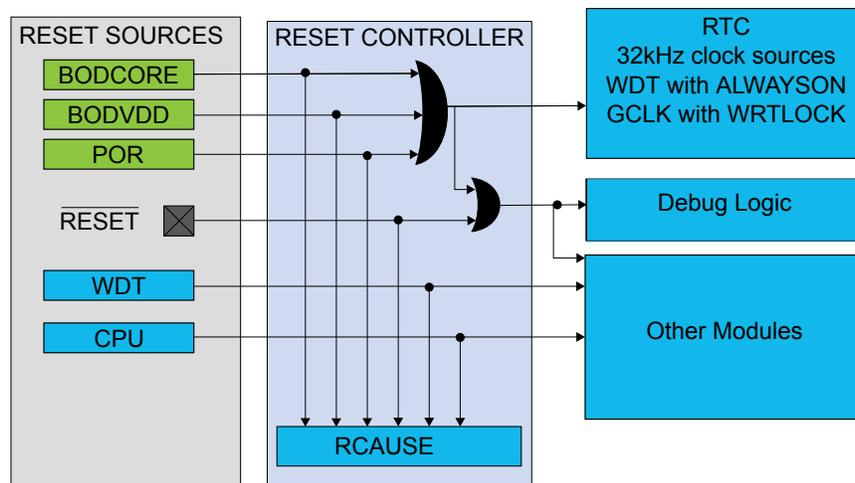 RESET SOURCES
BODCORE
BODVDD
POR
RESET
WDT
CPU
RESET CONTROLLER
RCAUSE
RTC
32kHz clock sources
WDT with ALWAYSON
GCLK with WRTLOCK
Debug Logic
Other Modules